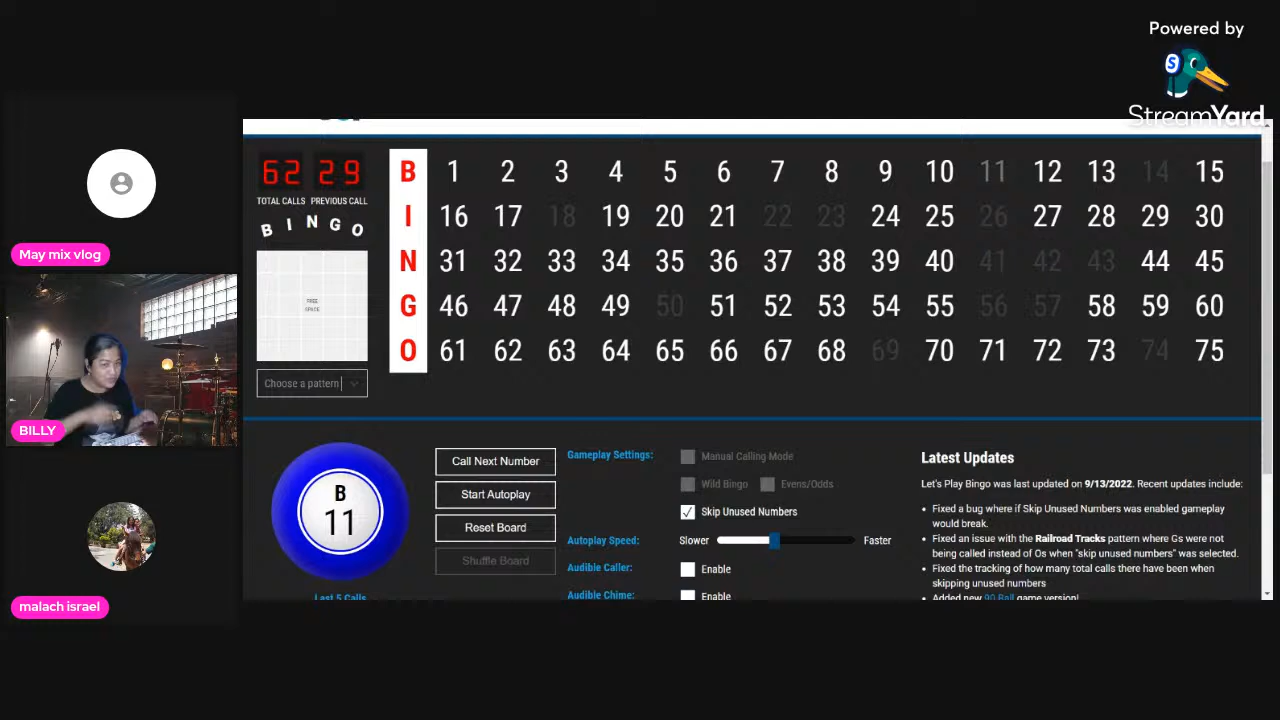 Powered by
S
StreamYard
62 29
TOTAL CALLS PREVIOUS CALL
BINGO
FREE
SPACE
Choose a pattern
B 1 2 3 4 5 6 7 8 9 10 11 12 13 14 15
I 16 17 18 19 20 21 22 23 24 25 26 27 28 29 30
N 31 32 33 34 35 36 37 38 39 40 41 42 43 44 45
G 46 47 48 49 50 51 52 53 54 55 56 57 58 59 60
O 61 62 63 64 65 66 67 68 69 70 71 72 73 74 75
May mix vlog
BILLY
malach israel
B
11
Last 5 Calls
Call Next Number
Start Autoplay
Reset Board
Shuffle Board
Gameplay Settings:
Manual Calling Mode
Wild Bingo Evens/Odds
Skip Unused Numbers
Autoplay Speed: Slower Faster
Audible Caller: Enable
Audible Chime: Enable
Latest Updates
Let's Play Bingo was last updated on 9/13/2022. Recent updates include:
• Fixed a bug where if Skip Unused Numbers was enabled gameplay
would break.
• Fixed an issue with the Railroad Tracks pattern where Gs were not
being called instead of Os when "skip unused numbers" was selected.
• Fixed the tracking of how many total calls there have been when
skipping unused numbers
• Added new 90 Ball game version!